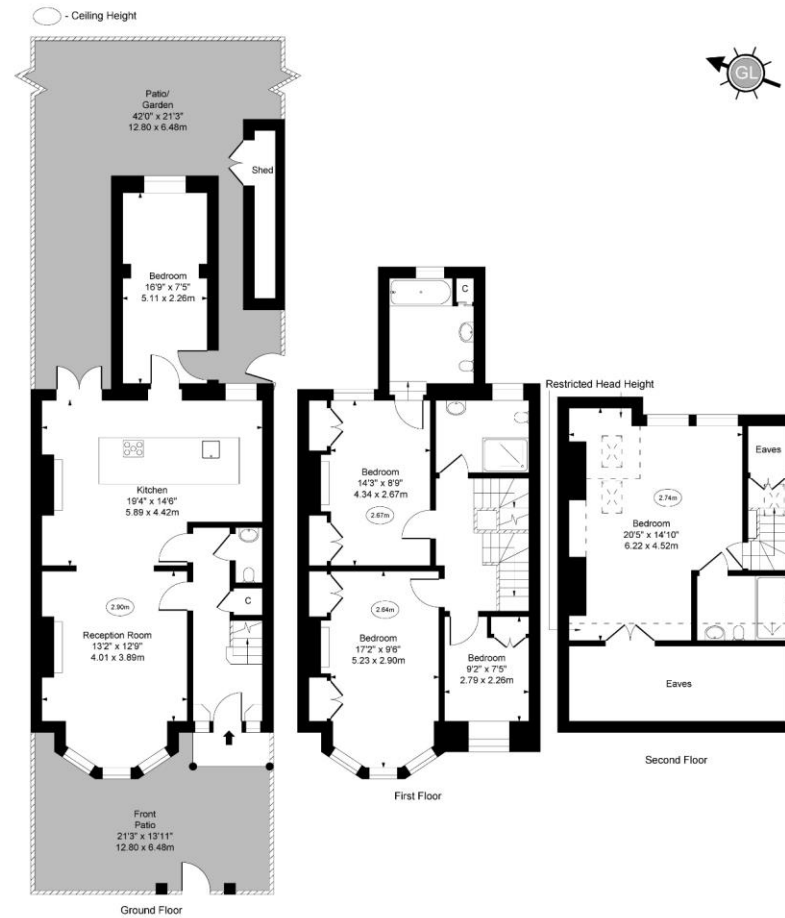 - Ceiling Height
GL
Patio/
Garden
42'0" x 21'3"
12.80 x 6.48m
Shed
Bedroom
16'9" x 7'5"
5.11 x 2.26m
Kitchen
19'4" x 14'6"
5.89 x 4.42m
C
2.90m
Reception Room
13'2" x 12'9"
4.01 x 3.89m
Front
Patio
21'3" x 13'11"
12.80 x 6.48m
Ground Floor
C
Bedroom
14'3" x 8'9"
4.34 x 2.67m
2.67m
2.64m
Bedroom
17'2" x 9'6"
5.23 x 2.90m
Bedroom
9'2" x 7'5"
2.79 x 2.26m
First Floor
Restricted Head Height
Eaves
2.74m
Bedroom
20'5" x 14'10"
6.22 x 4.52m
Eaves
Second Floor